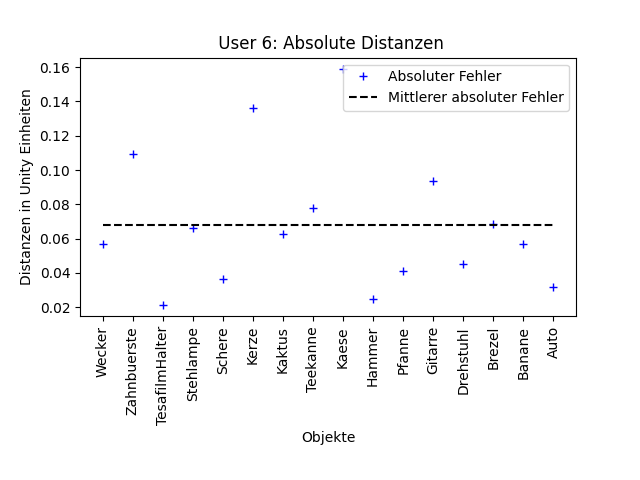 User 6: Absolute Distanzen
Distanzen in Unity Einheiten
0.16
0.14
0.12
0.10
0.08
0.06
0.04
0.02
Absoluter Fehler
Mittlerer absoluter Fehler
Wecker
Zahnbuerste
TesafilmHalter
Stehlampe
Schere
Kerze
Kaktus
Teekanne
Kaese
Hammer
Pfanne
Gitarre
Drehstuhl
Brezel
Banane
Auto
Objekte